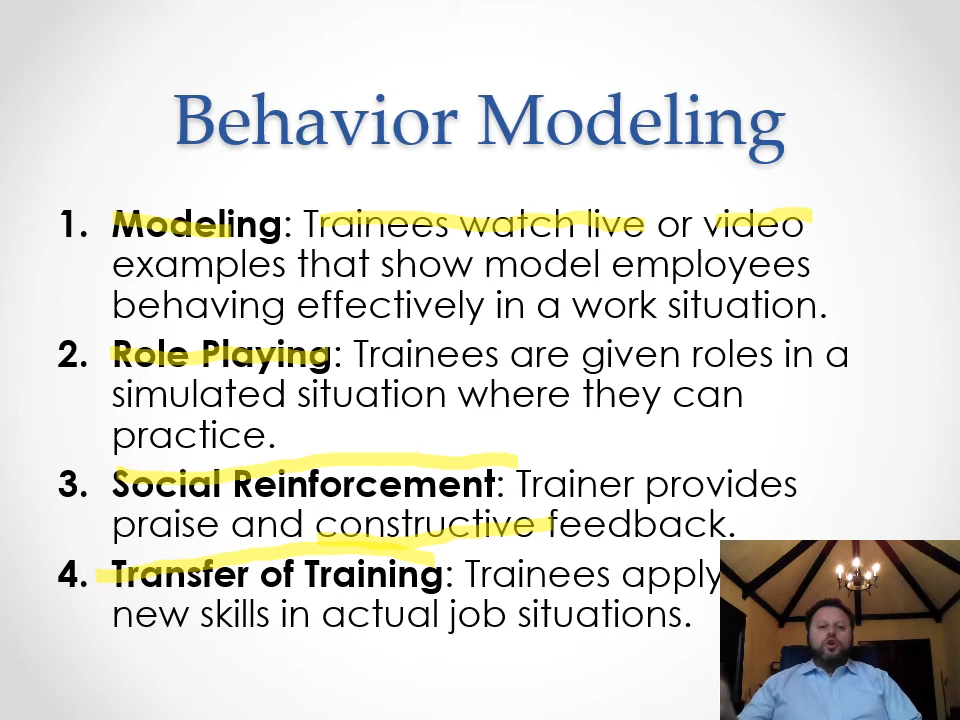 Behavior Modeling
1. Modeling: Trainees watch live or video
examples that show model employees
behaving effectively in a work situation.
2. Role Playing: Trainees are given roles in a
simulated situation where they can
practice.
3. Social Reinforcement: Trainer provides
praise and constructive feedback.
4. Transfer of Training: Trainees apply
new skills in actual job situations.